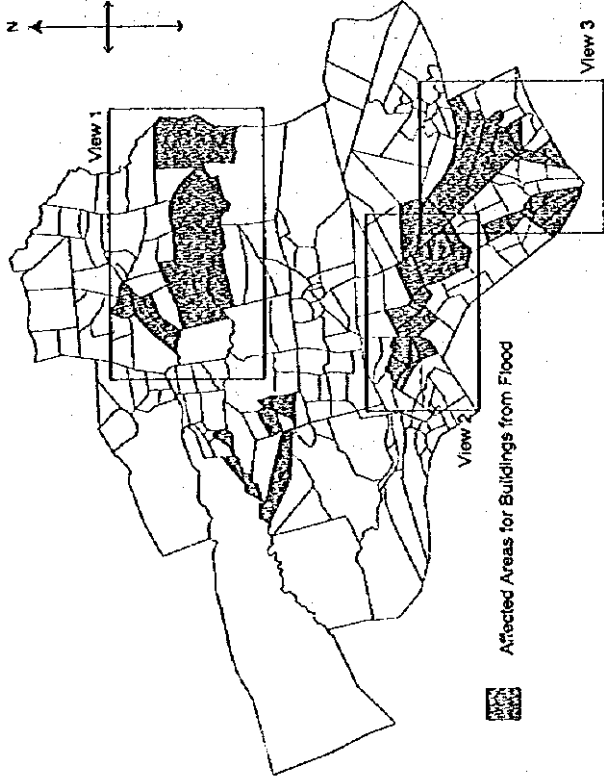 N
View 1
View 2
View 3
Affected Areas for Buildings from Flood